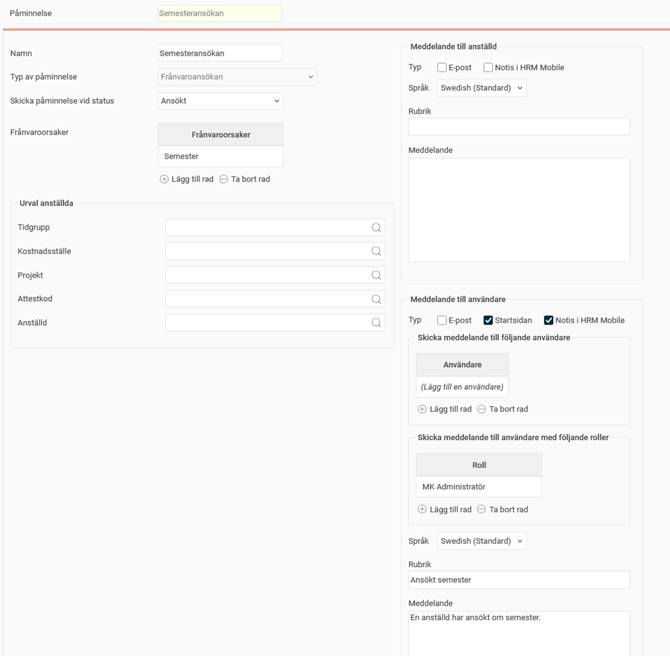 Påminnelse
Semesteransökan
Namn
Semesteransökan
Typ av påminnelse
Frånvaroansökan
Skicka påminnelse vid status
Ansökt
Frånvaroorsaker
Frånvaroorsaker
Semester
Lägg till rad
Ta bort rad
Urval anställda
Tidgrupp
Kostnadsställe
Projekt
Attestkod
Anställd
Meddelande till anställd
Typ
E-post
Notis i HRM Mobile
Språk
Swedish (Standard)
Rubrik
Meddelande
Meddelande till användare
Typ
E-post
Startsidan
Notis i HRM Mobile
Skicka meddelande till följande användare
Användare
(Lägg till en användare)
Lägg till rad
Ta bort rad
Skicka meddelande till användare med följande roller
Roll
MK Administratör
Lägg till rad
Ta bort rad
Språk
Swedish (Standard)
Rubrik
Ansökt semester
Meddelande
En anställd har ansökt om semester.